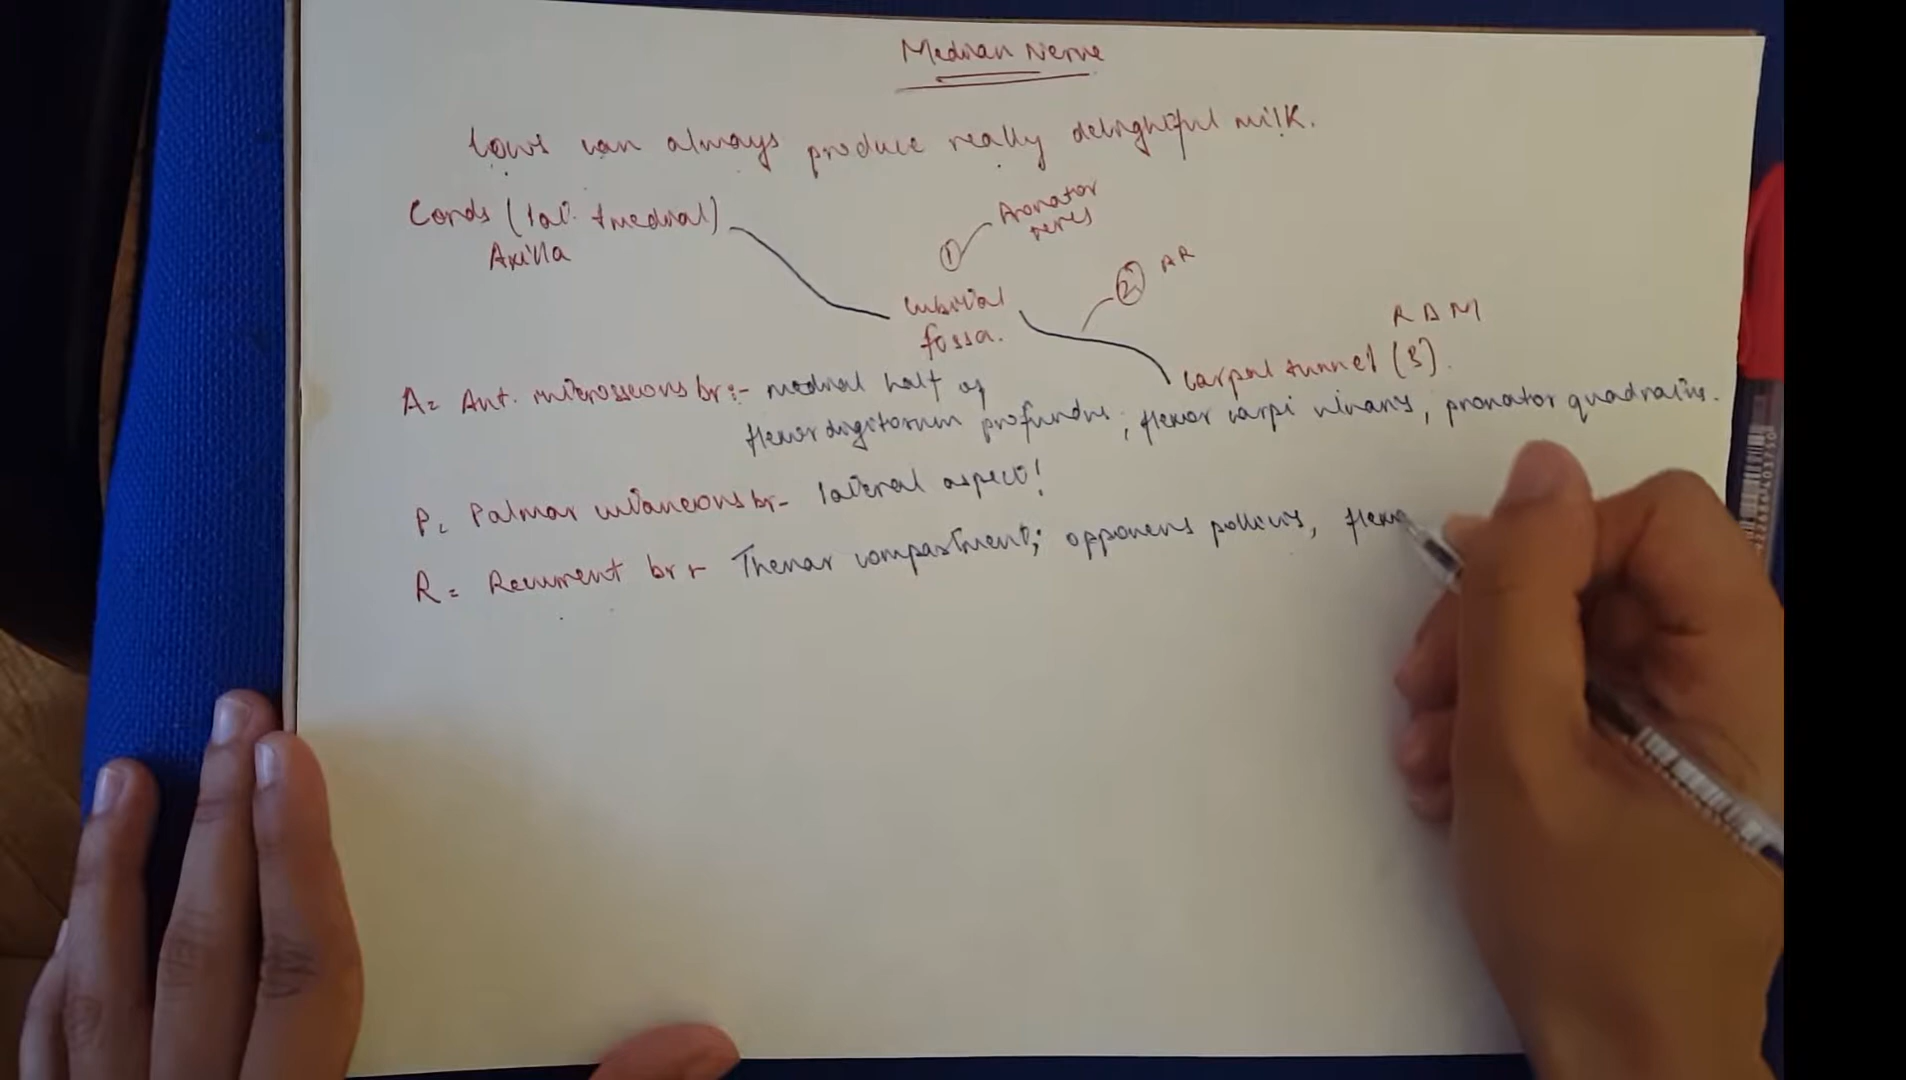 Median Nerve
Cows can always produce really delightful milk.
Cords (lat. + medial)
Axilla
Pronator
teres
①
② AR
Cubital
fossa.
RDM
Carpal tunnel (3).
A= Ant. interosseous br:- medial half of
flexor digitorum profundus; flexor carpi ulnaris, pronator quadratus.
P= Palmar cutaneous br- lateral aspect!
R= Recurrent br- Thenar compartment; opponens pollicis, flexo